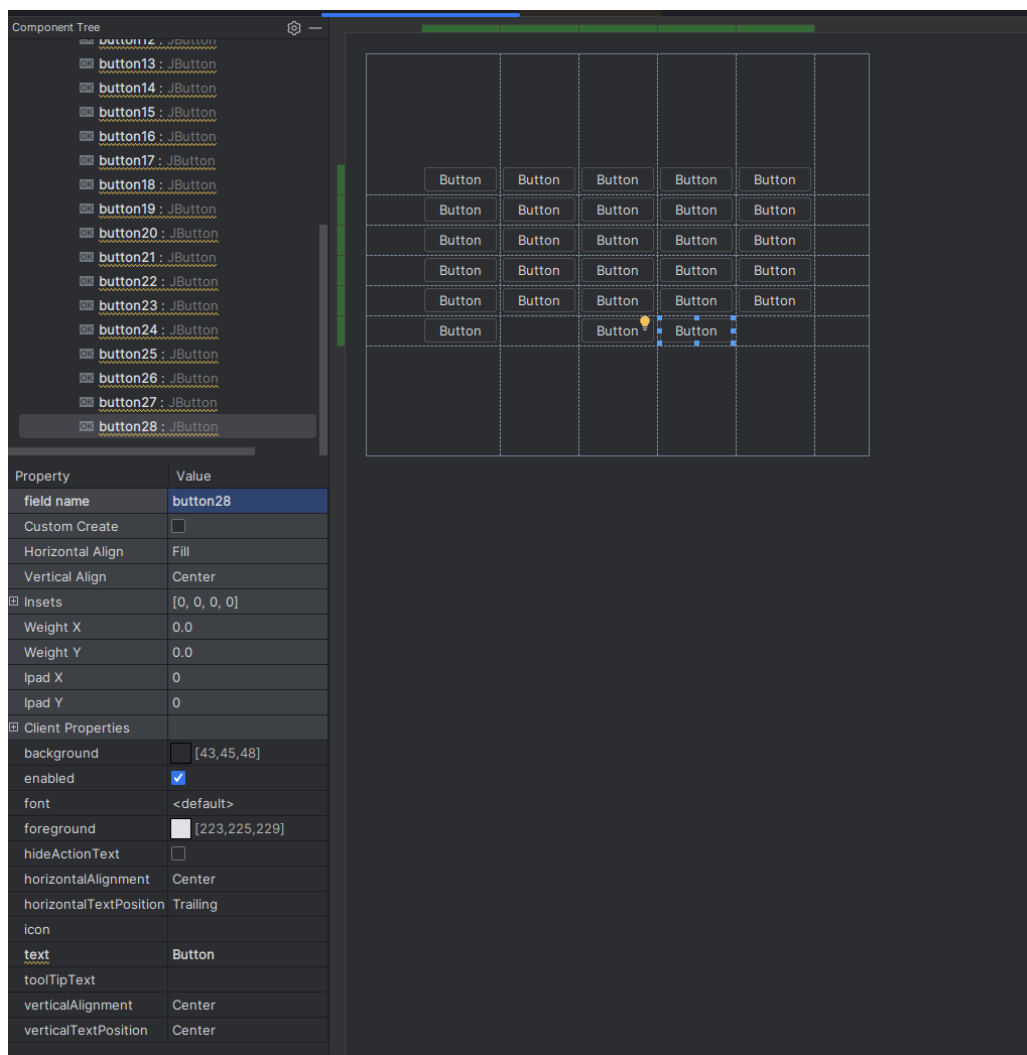 Component Tree
button12 : JButton
button13 : JButton
button14 : JButton
button15 : JButton
button16 : JButton
button17 : JButton
button18 : JButton
button19 : JButton
button20 : JButton
button21 : JButton
button22 : JButton
button23 : JButton
button24 : JButton
button25 : JButton
button26 : JButton
button27 : JButton
button28 : JButton
Property Value
field name button28
Custom Create
Horizontal Align Fill
Vertical Align Center
Insets [0, 0, 0, 0]
Weight X 0.0
Weight Y 0.0
Ipad X 0
Ipad Y 0
Client Properties
background [43,45,48]
enabled
font <default>
foreground [223,225,229]
hideActionText
horizontalAlignment Center
horizontalTextPosition Trailing
icon
text Button
toolTipText
verticalAlignment Center
verticalTextPosition Center
Button Button Button Button Button
Button Button Button Button Button
Button Button Button Button Button
Button Button Button Button Button
Button Button Button Button Button
Button Button Button